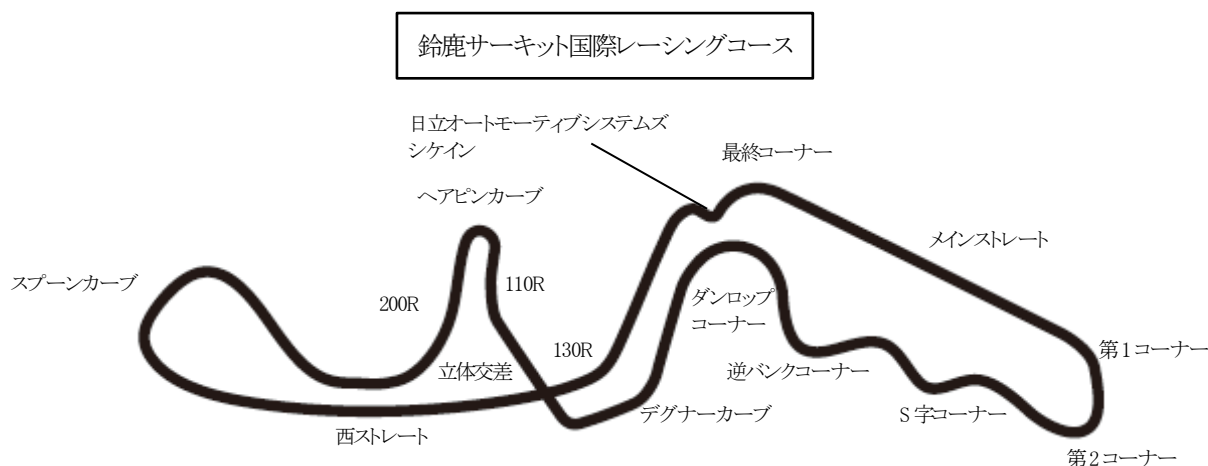 鈴鹿サーキット国際レーシングコース
日立オートモーティブシステムズ
シケイン
最終コーナー
ヘアピンカーブ
メインストレート
スプーンカーブ
110R
200R
ダンロップ
コーナー
130R
第1コーナー
立体交差
逆バンクコーナー
デグナーカーブ
S字コーナー
西ストレート
第2コーナー